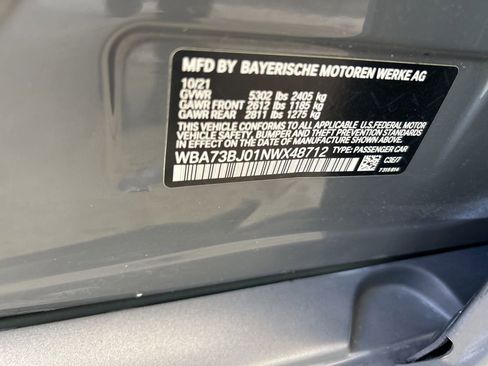 MFD BY BAYERISCHE MOTOREN WERKE AG
10/21
GVWR 5302 lbs 2405 kg
GAWR FRONT 2612 lbs 1185 kg
GAWR REAR 2811 lbs 1275 kg
THIS VEHICLE CONFORMS TO ALL APPLICABLE U.S. FEDERAL MOTOR
VEHICLE SAFETY, BUMPER, AND THEFT PREVENTION STANDARDS IN
EFFECT ON THE DATE OF MANUFACTURE SHOWN ABOVE.
WBA73BJ01NWX48712 TYPE: PASSENGER CAR
C3E/T
7319814